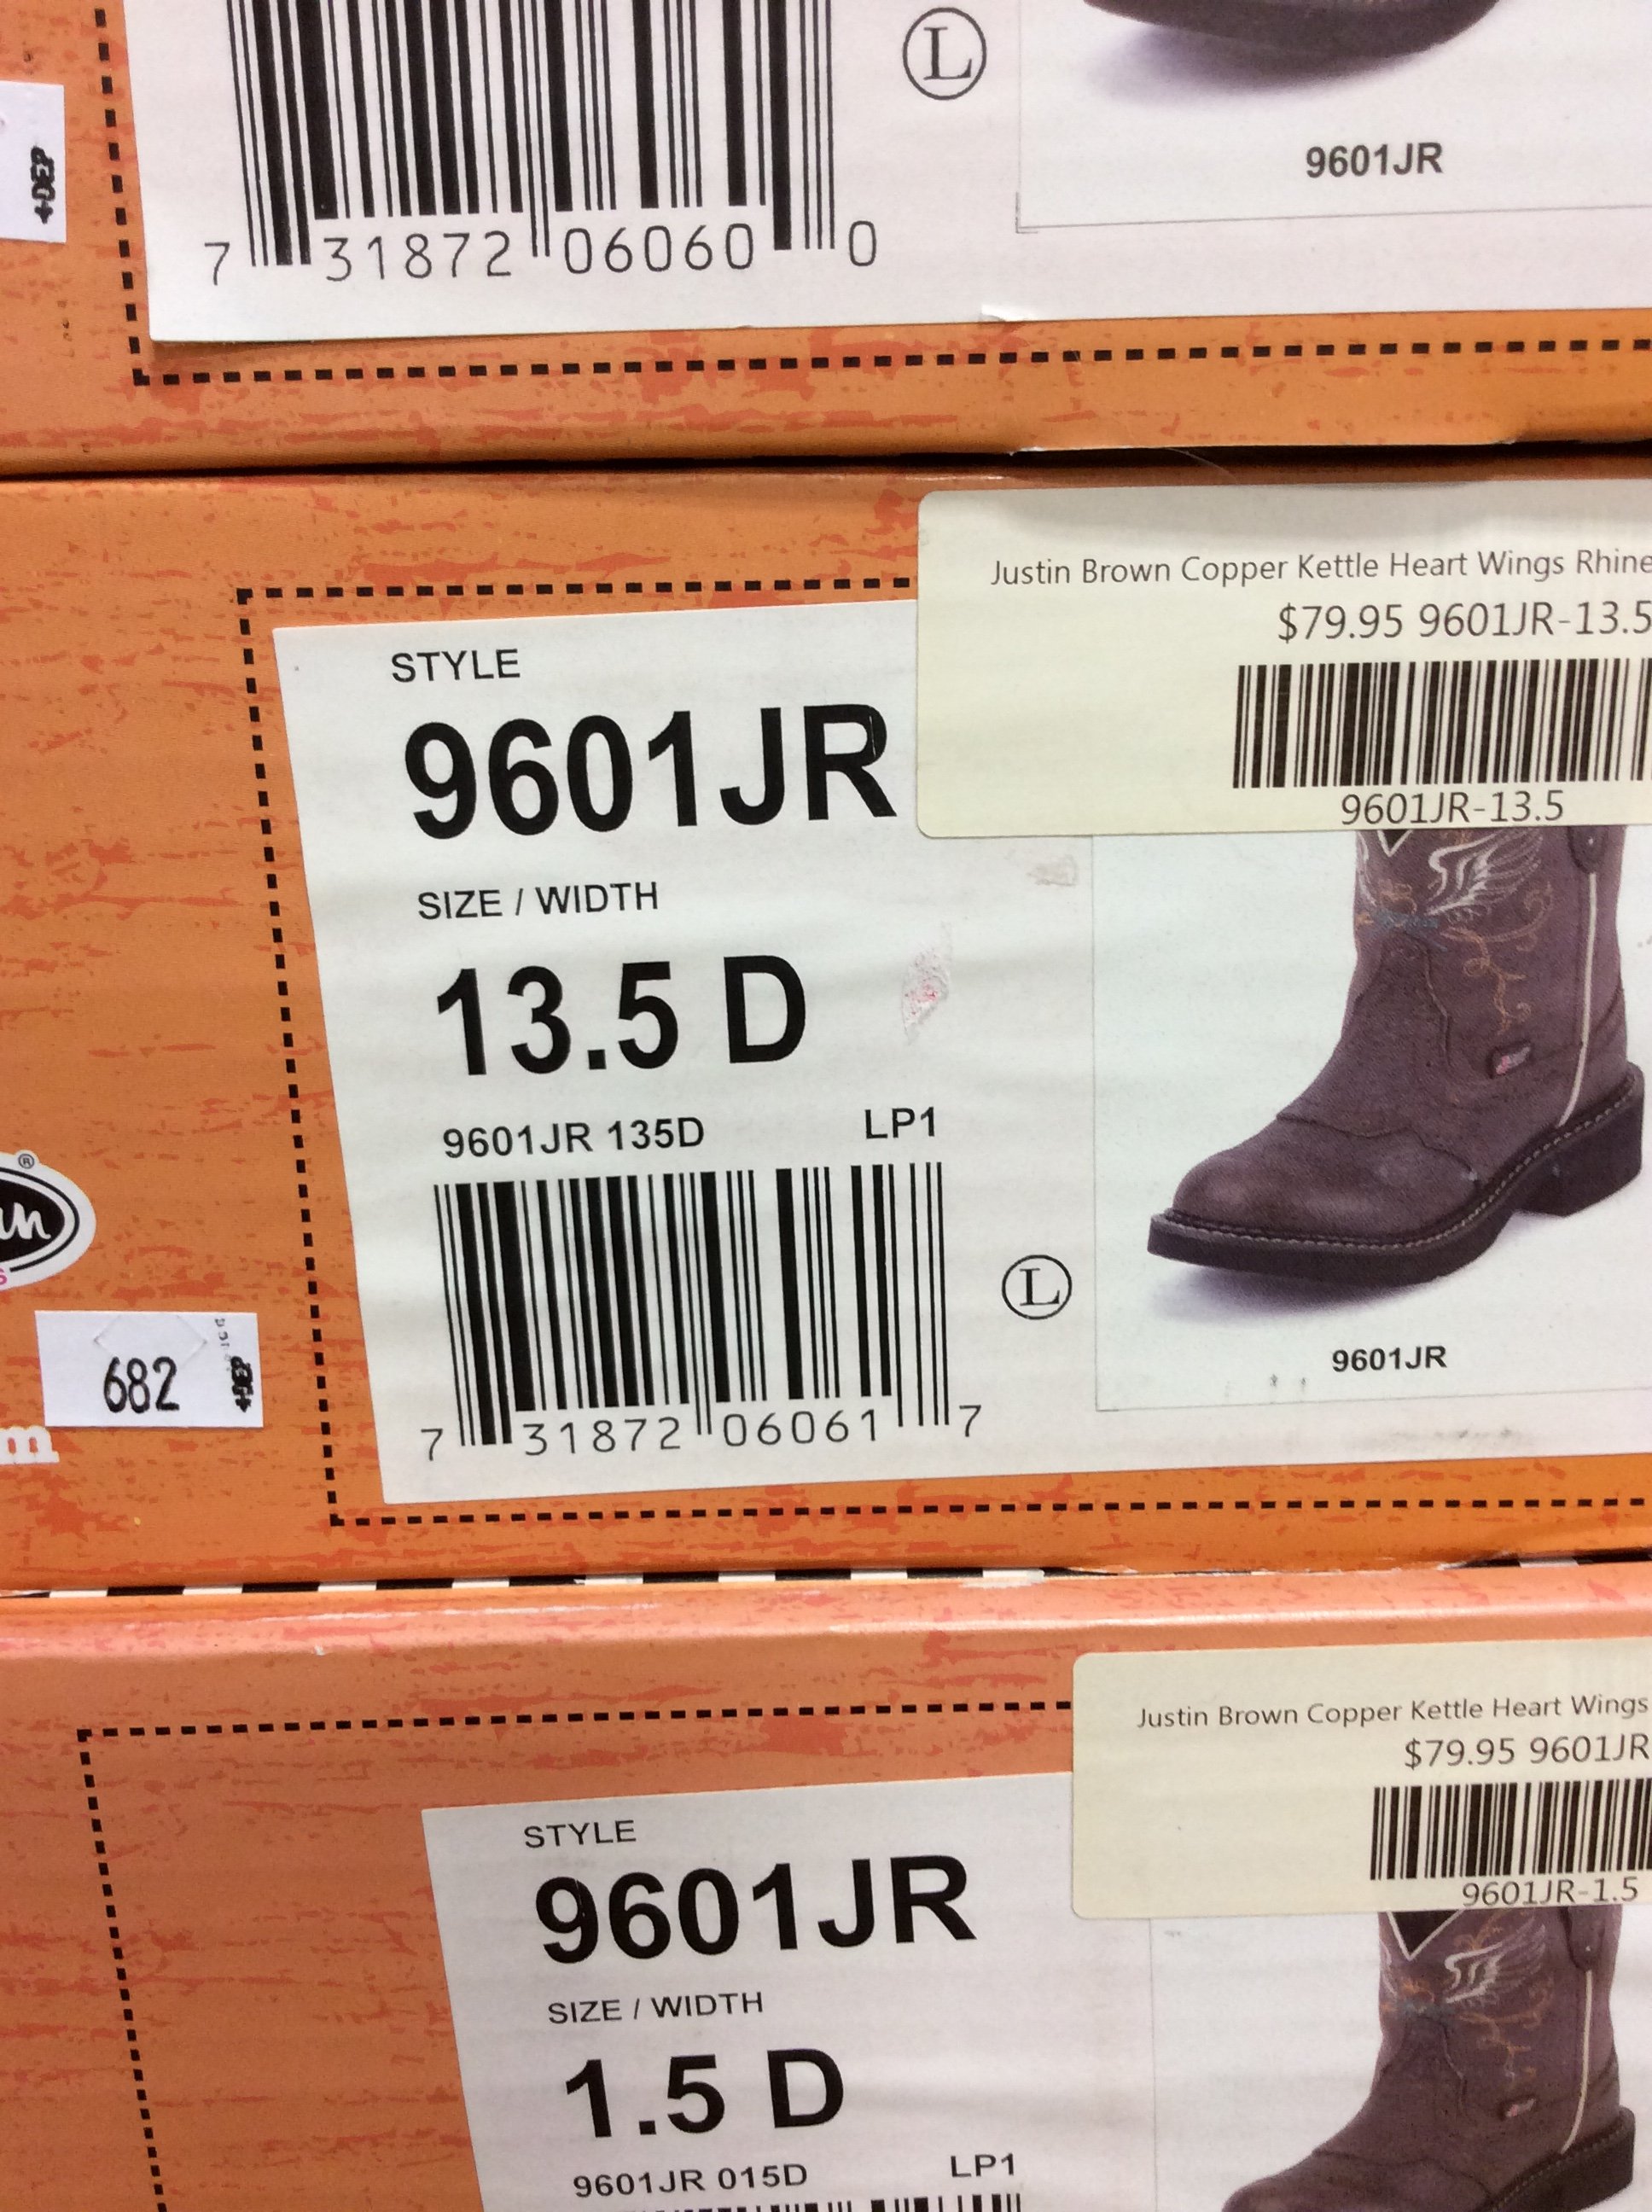 +DEP
L
9601JR
7 31872 06060 0
Justin Brown Copper Kettle Heart Wings
$79.95 9601JR-13.5
9601JR-13.5
STYLE
9601JR
SIZE / WIDTH
13.5 D
9601JR 135D LP1
L
9601JR
7 31872 06061 7
®
682
+DEP
m
Justin Brown Copper Kettle Heart Wings
$79.95 9601JR
9601JR-1.5
STYLE
9601JR
SIZE / WIDTH
1.5 D
9601JR 015D LP1